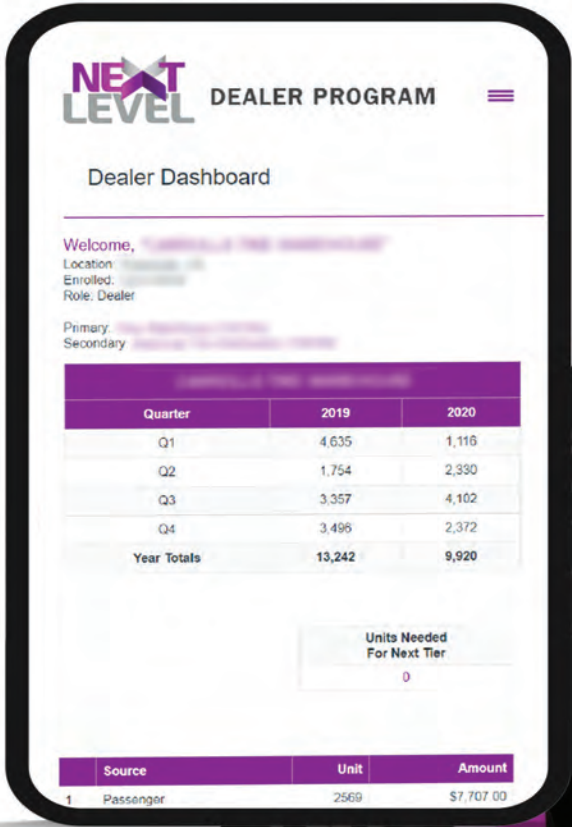 NEXT
LEVEL
DEALER PROGRAM
Dealer Dashboard
Welcome,
Location:
Enrolled:
Role: Dealer
Primary:
Secondary
Quarter 2019 2020
Q1 4,635 1,116
Q2 1,754 2,330
Q3 3,357 4,102
Q4 3,496 2,372
Year Totals 13,242 9,920
Units Needed
For Next Tier
0
Source Unit Amount
1 Passenger 2569 $7,707.00